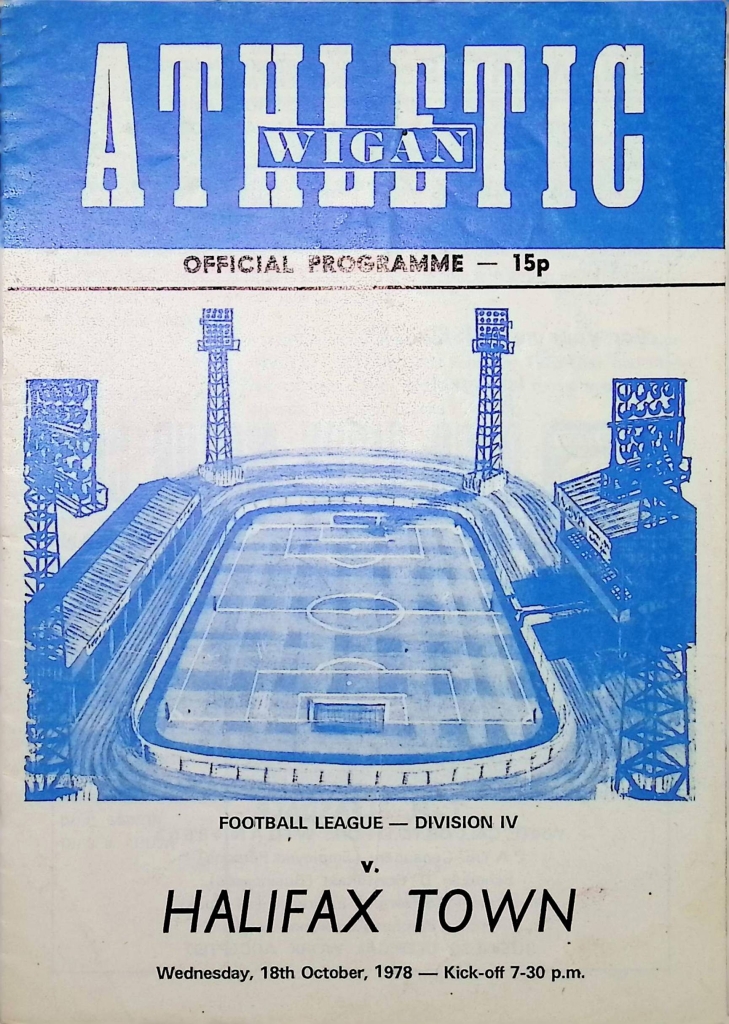 ATHLETIC
WIGAN
OFFICIAL PROGRAMME — 15p
FOOTBALL LEAGUE — DIVISION IV
v.
HALIFAX TOWN
Wednesday, 18th October, 1978 — Kick-off 7-30 p.m.